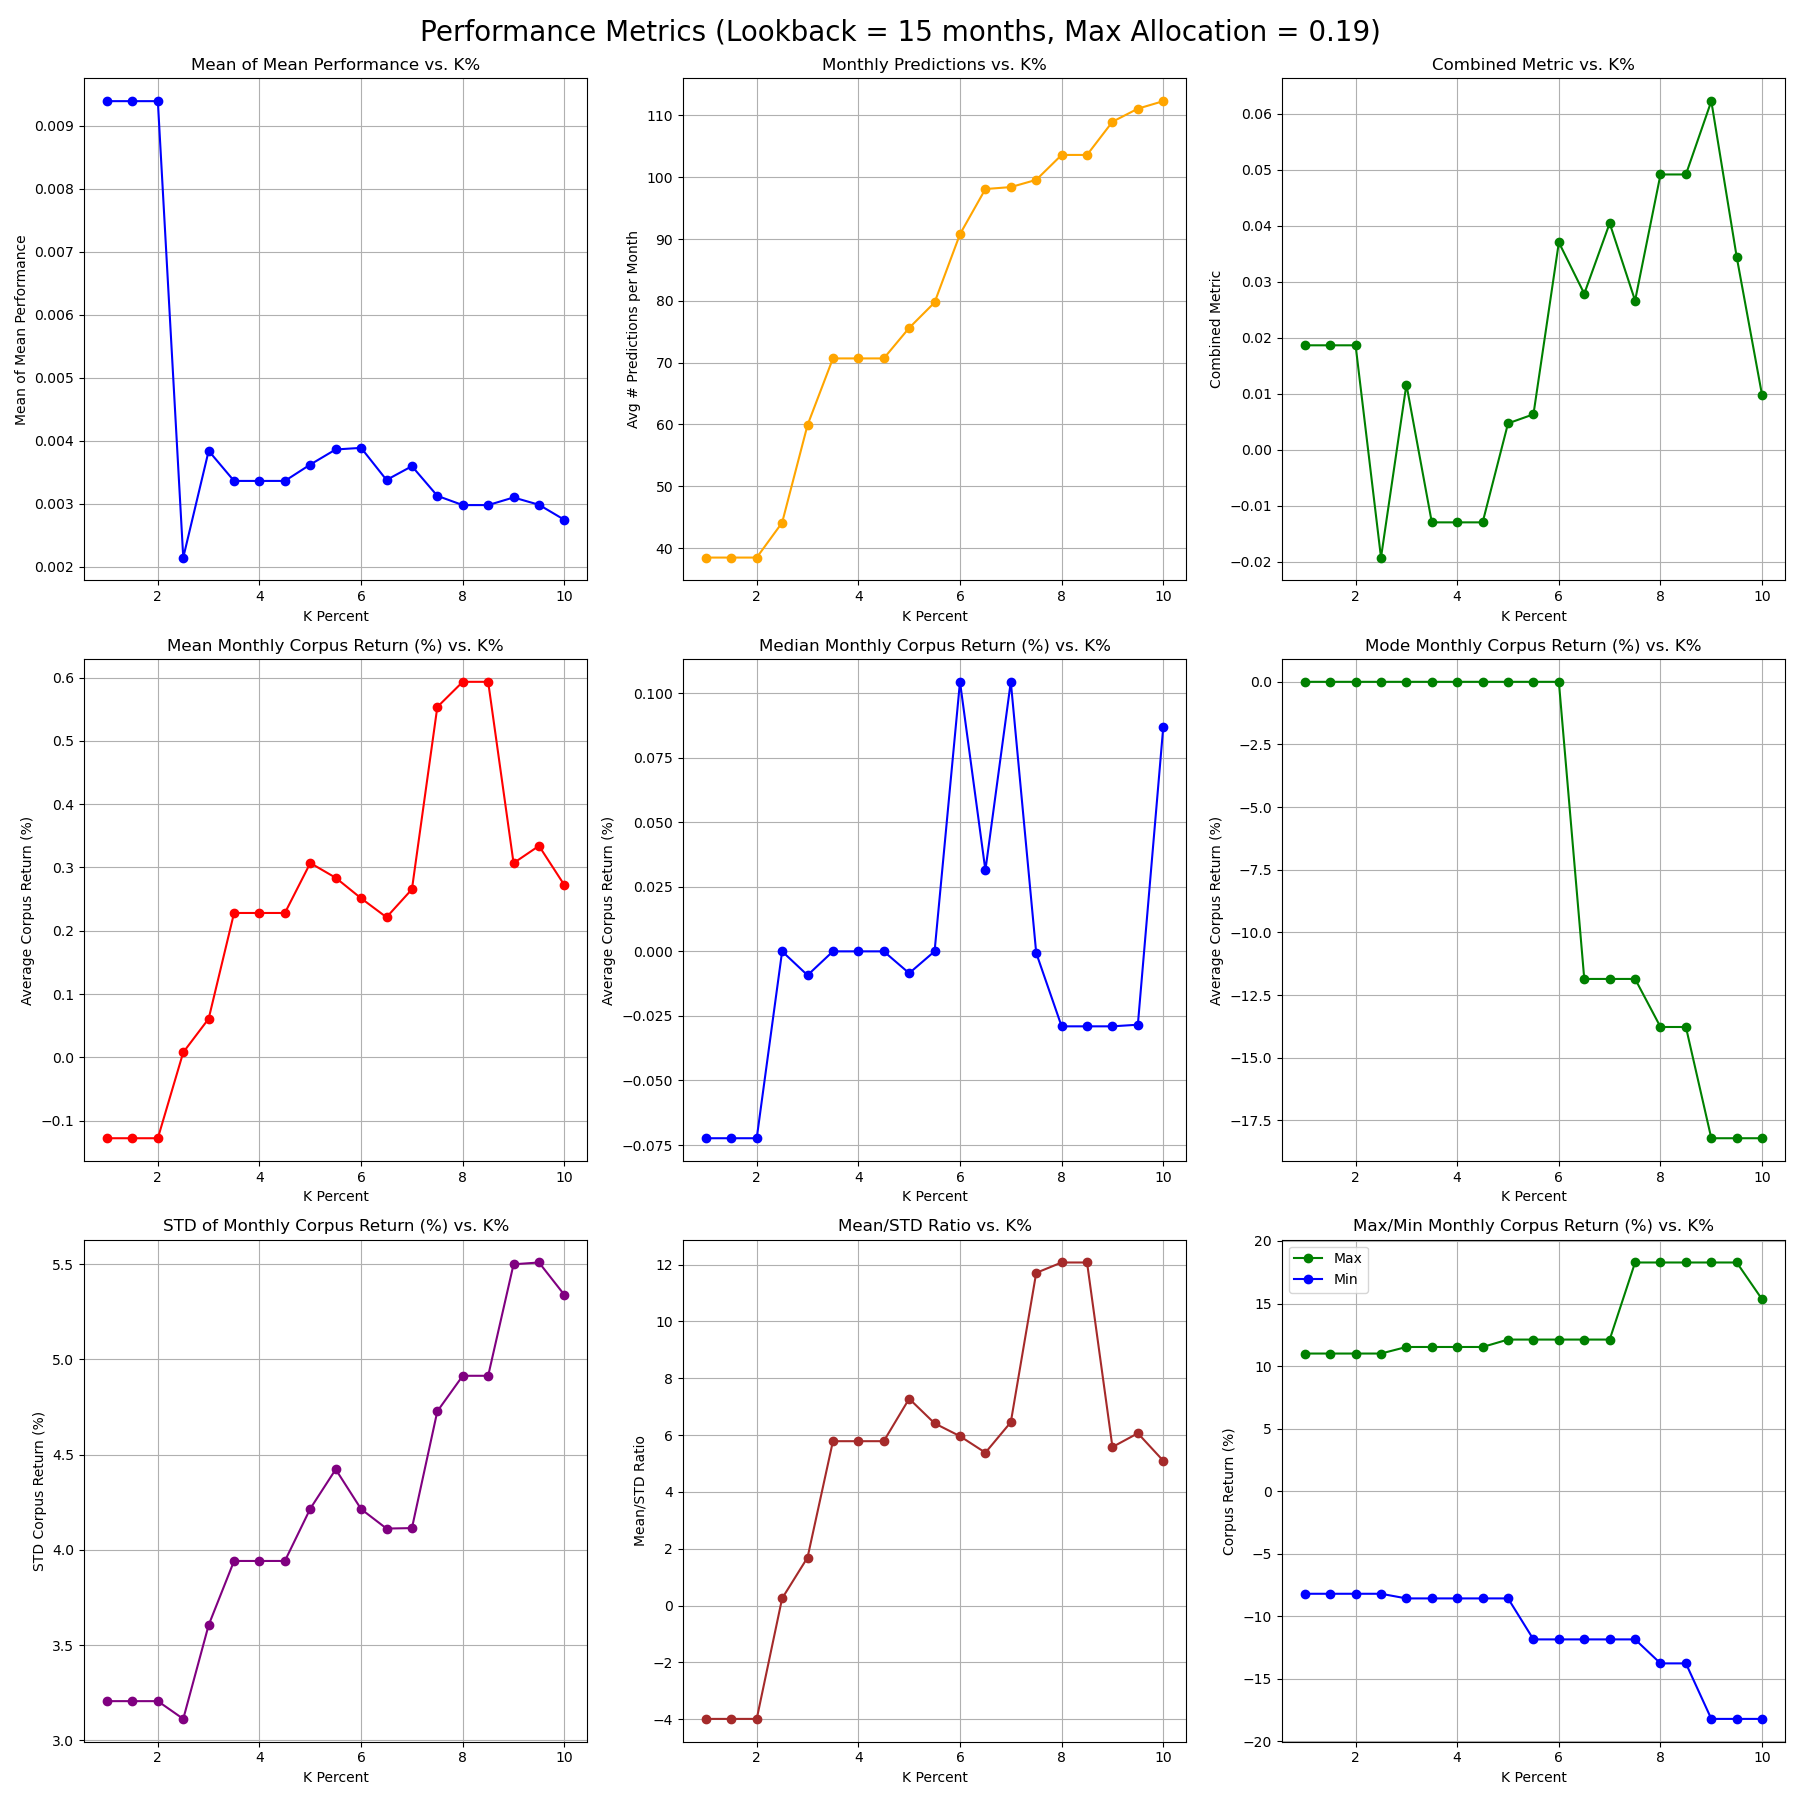 Performance Metrics (Lookback = 15 months, Max Allocation = 0.19)
Mean of Mean Performance vs. K%
Mean of Mean Performance
0.009
0.008
0.007
0.006
0.005
0.004
0.003
0.002
2 4 6 8 10
K Percent
Monthly Predictions vs. K%
Avg # Predictions per Month
110
100
90
80
70
60
50
40
2 4 6 8 10
K Percent
Combined Metric vs. K%
Combined Metric
0.06
0.05
0.04
0.03
0.02
0.01
0.00
−0.01
−0.02
2 4 6 8 10
K Percent
Mean Monthly Corpus Return (%) vs. K%
Average Corpus Return (%)
0.6
0.5
0.4
0.3
0.2
0.1
0.0
−0.1
2 4 6 8 10
K Percent
Median Monthly Corpus Return (%) vs. K%
Average Corpus Return (%)
0.100
0.075
0.050
0.025
0.000
−0.025
−0.050
−0.075
2 4 6 8 10
K Percent
Mode Monthly Corpus Return (%) vs. K%
Average Corpus Return (%)
0.0
−2.5
−5.0
−7.5
−10.0
−12.5
−15.0
−17.5
2 4 6 8 10
K Percent
STD of Monthly Corpus Return (%) vs. K%
STD Corpus Return (%)
5.5
5.0
4.5
4.0
3.5
3.0
2 4 6 8 10
K Percent
Mean/STD Ratio vs. K%
Mean/STD Ratio
12
10
8
6
4
2
0
−2
−4
2 4 6 8 10
K Percent
Max/Min Monthly Corpus Return (%) vs. K%
Corpus Return (%)
Max
Min
20
15
10
5
0
−5
−10
−15
−20
2 4 6 8 10
K Percent